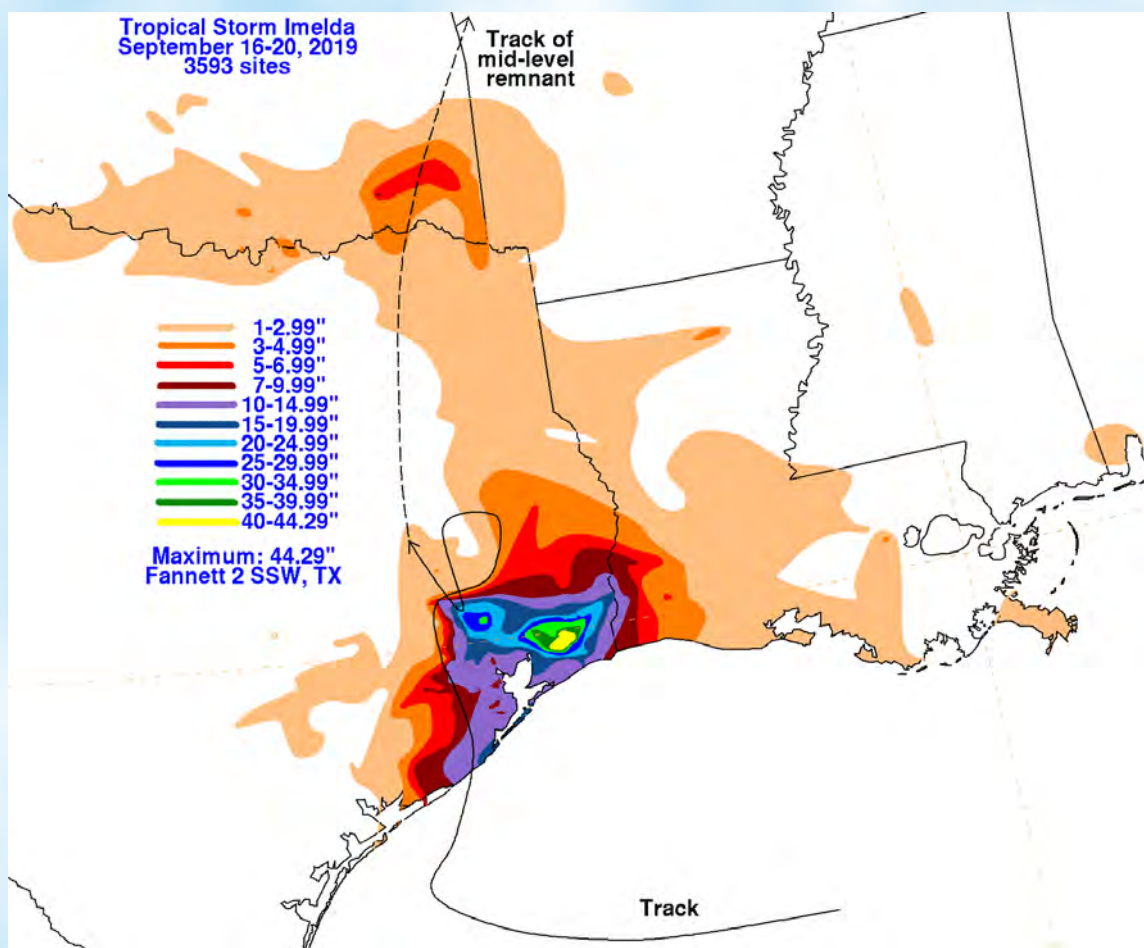 Tropical Storm Imelda
September 16-20, 2019
3593 sites
Track of
mid-level
remnant
1-2.99"
3-4.99"
5-6.99"
7-9.99"
10-14.99"
15-19.99"
20-24.99"
25-29.99"
30-34.99"
35-39.99"
40-44.29"
Maximum: 44.29"
Fannett 2 SSW, TX
Track